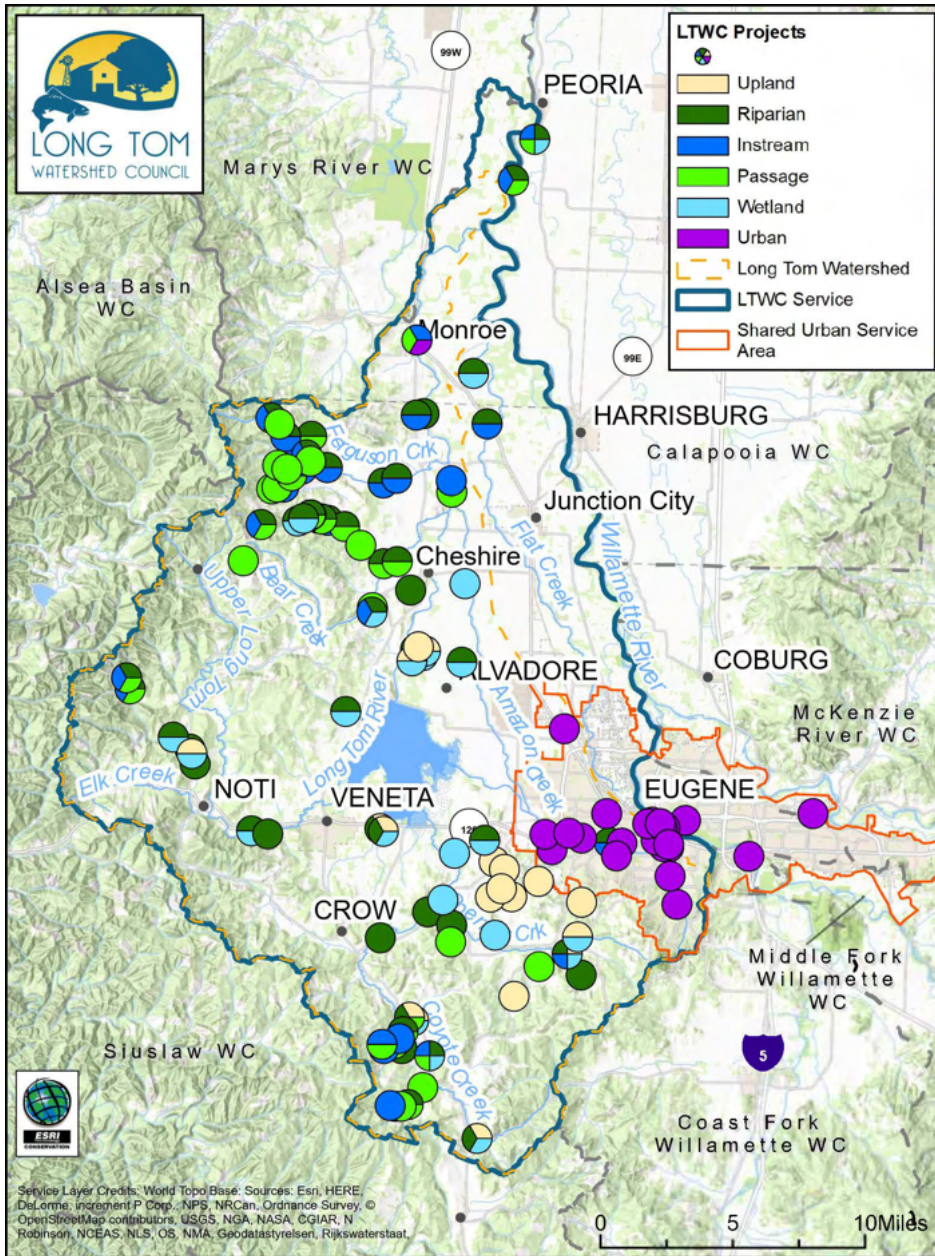 LONG TOM
WATERSHED COUNCIL
99W
PEORIA
Marys River WC
LTWC Projects
Upland
Riparian
Instream
Passage
Wetland
Urban
Long Tom Watershed
LTWC Service
Shared Urban Service
Area
Alsea Basin
WC
Monroe
99E
HARRISBURG
Calapooia WC
Ferguson Crk
Junction City
Flat Creek
Willamette River
Cheshire
Upper Long Tom
Bear Creek
ALVADORE
COBURG
McKenzie
River WC
Long Tom River
Amazon Creek
Elk Creek
NOTI
VENETA
EUGENE
CROW
Crk
Middle Fork
Willamette
WC
Coyote Creek
Siuslaw WC
5
Coast Fork
Willamette WC
ESRI
CONSERVATION
Service Layer Credits: World Topo Base: Sources: Esri, HERE,
DeLorme, increment P Corp., NPS, NRCan, Ordnance Survey, ©
OpenStreetMap contributors, USGS, NGA, NASA, CGIAR, N
Robinson, NCEAS, NLS, OS, NMA, Geodatastyrelsen, Rijkswaterstaat,
0 5 10Miles